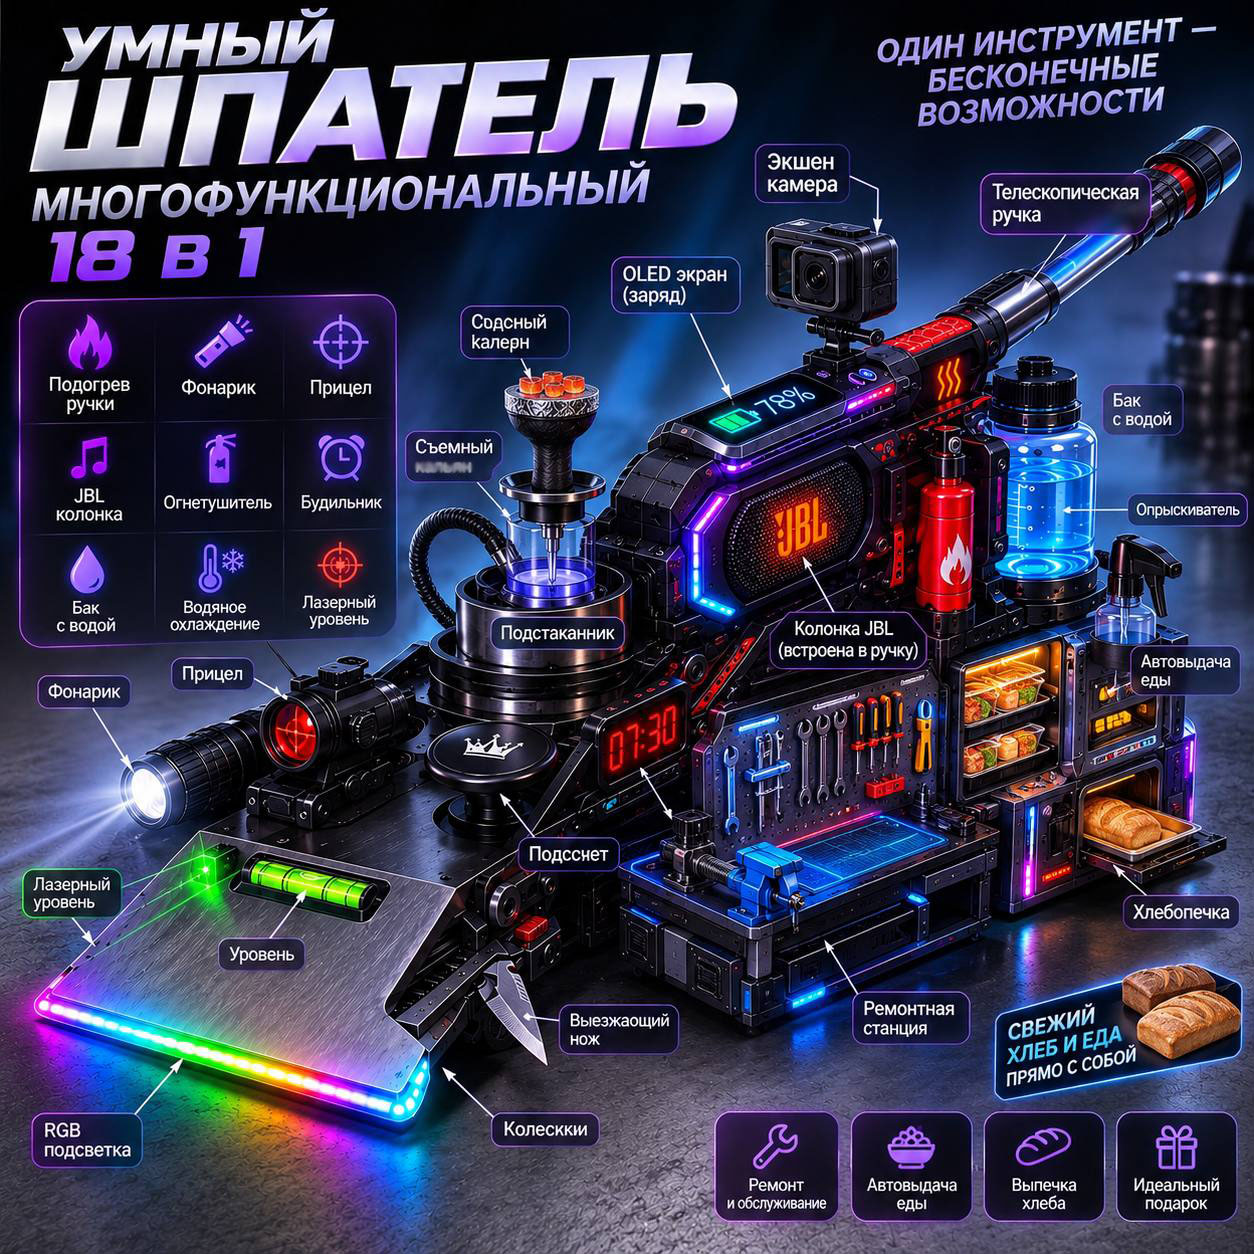 УМНЫЙ
ШПАТЕЛЬ
МНОГОФУНКЦИОНАЛЬНЫЙ
18 в 1
ОДИН ИНСТРУМЕНТ —
БЕСКОНЕЧНЫЕ
ВОЗМОЖНОСТИ
Подогрев
ручки
Фонарик
Прицел
JBL
колонка
Огнетушитель
Будильник
Бак
с водой
Водяное
охлаждение
Лазерный
уровень
Экшен
камера
Телескопическая
ручка
OLED экран
(заряд)
78%
Содсный
калерн
Съемный
Бак
с водой
Опрыскиватель
JBL
Подстаканник
Колонка JBL
(встроена в ручку)
Автовыдача
еды
Прицел
Фонарик
07:30
Подсснет
Лазерный
уровень
Уровень
Хлебопечка
Выезжающий
нож
Ремонтная
станция
СВЕЖИЙ
ХЛЕБ И ЕДА
ПРЯМО С СОБОЙ
RGB
подсветка
Колескки
Ремонт
и обслуживание
Автовыдача
еды
Выпечка
хлеба
Идеальный
подарок